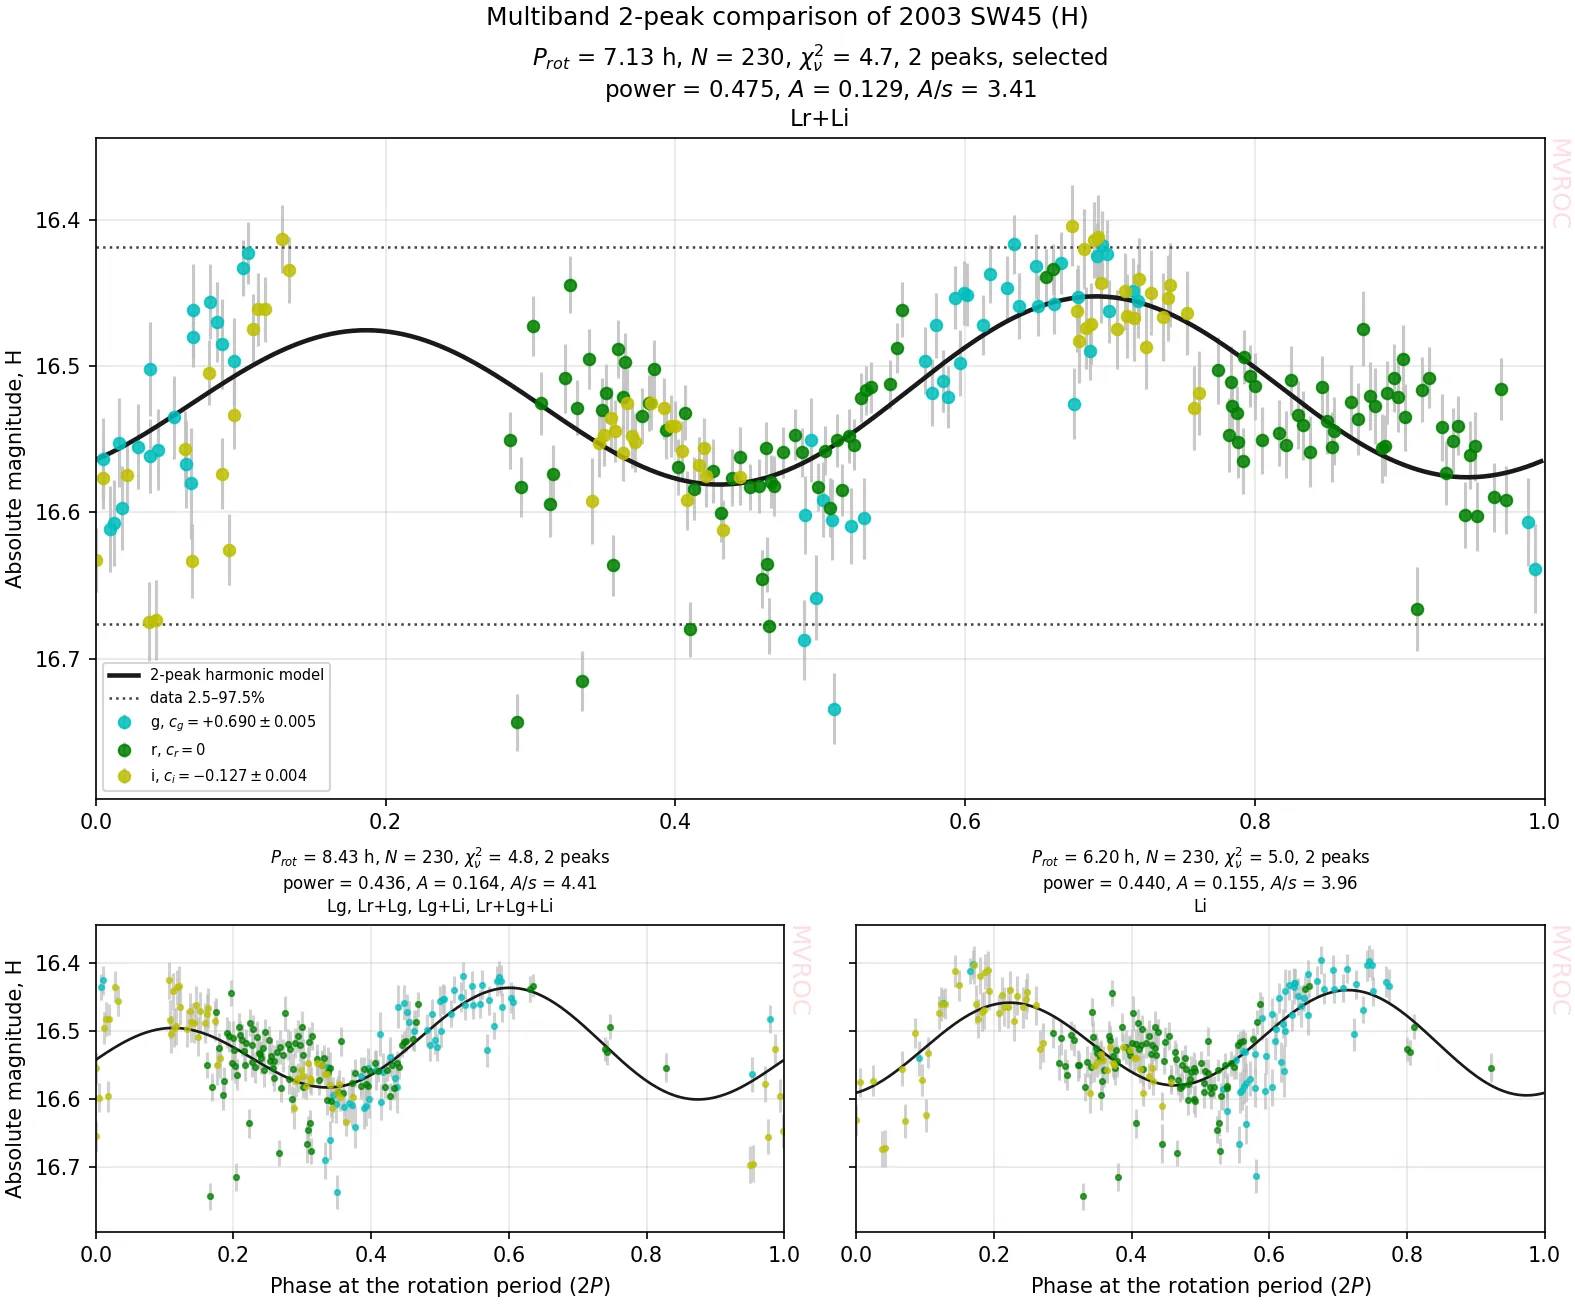 Multiband 2-peak comparison of 2003 SW45 (H)
P_rot = 7.13 h, N = 230, χ²_ν = 4.7, 2 peaks, selected
power = 0.475, A = 0.129, A/s = 3.41
Lr+Li
MVROC
Absolute magnitude, H
16.4
16.5
16.6
16.7
2-peak harmonic model
data 2.5–97.5%
g, c_g = +0.690 ± 0.005
r, c_r = 0
i, c_i = −0.127 ± 0.004
0.0 0.2 0.4 0.6 0.8 1.0
P_rot = 8.43 h, N = 230, χ²_ν = 4.8, 2 peaks
power = 0.436, A = 0.164, A/s = 4.41
Lg, Lr+Lg, Lg+Li, Lr+Lg+Li
MVROC
Absolute magnitude, H
16.4
16.5
16.6
16.7
0.0 0.2 0.4 0.6 0.8 1.0
Phase at the rotation period (2P)
P_rot = 6.20 h, N = 230, χ²_ν = 5.0, 2 peaks
power = 0.440, A = 0.155, A/s = 3.96
Li
MVROC
0.0 0.2 0.4 0.6 0.8 1.0
Phase at the rotation period (2P)